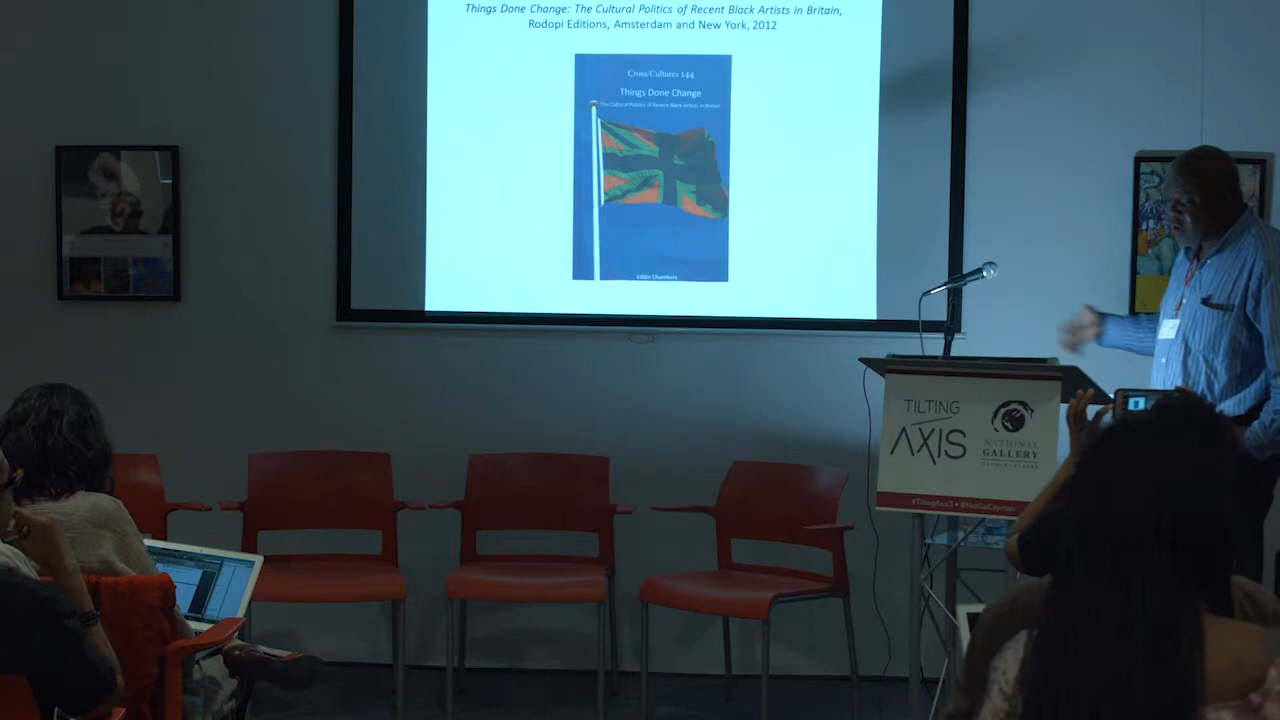 Things Done Change: The Cultural Politics of Recent Black Artists in Britain,
Rodopi Editions, Amsterdam and New York, 2012
Cross/Cultures 144
Things Done Change
The Cultural Politics of Recent Black Artists in Britain
Eddie Chambers
TILTING
AXIS
NATIONAL
GALLERY
#TiltingAxis3 • @NatGalCayman